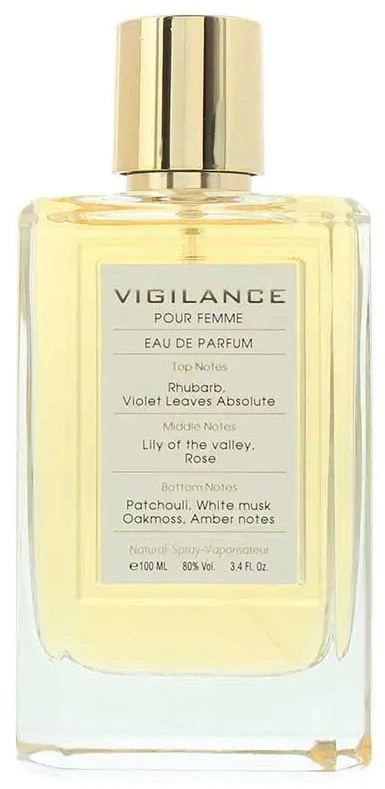 VIGILANCE
POUR FEMME
EAU DE PARFUM
Top Notes
Rhubarb,
Violet Leaves Absolute
Middle Notes
Lily of the valley,
Rose
Bottom Notes
Patchouli, White musk
Oakmoss, Amber notes
Natural-Spray-Vaporisateur
℮100 ML 80% Vol. 3.4 Fl. Oz.